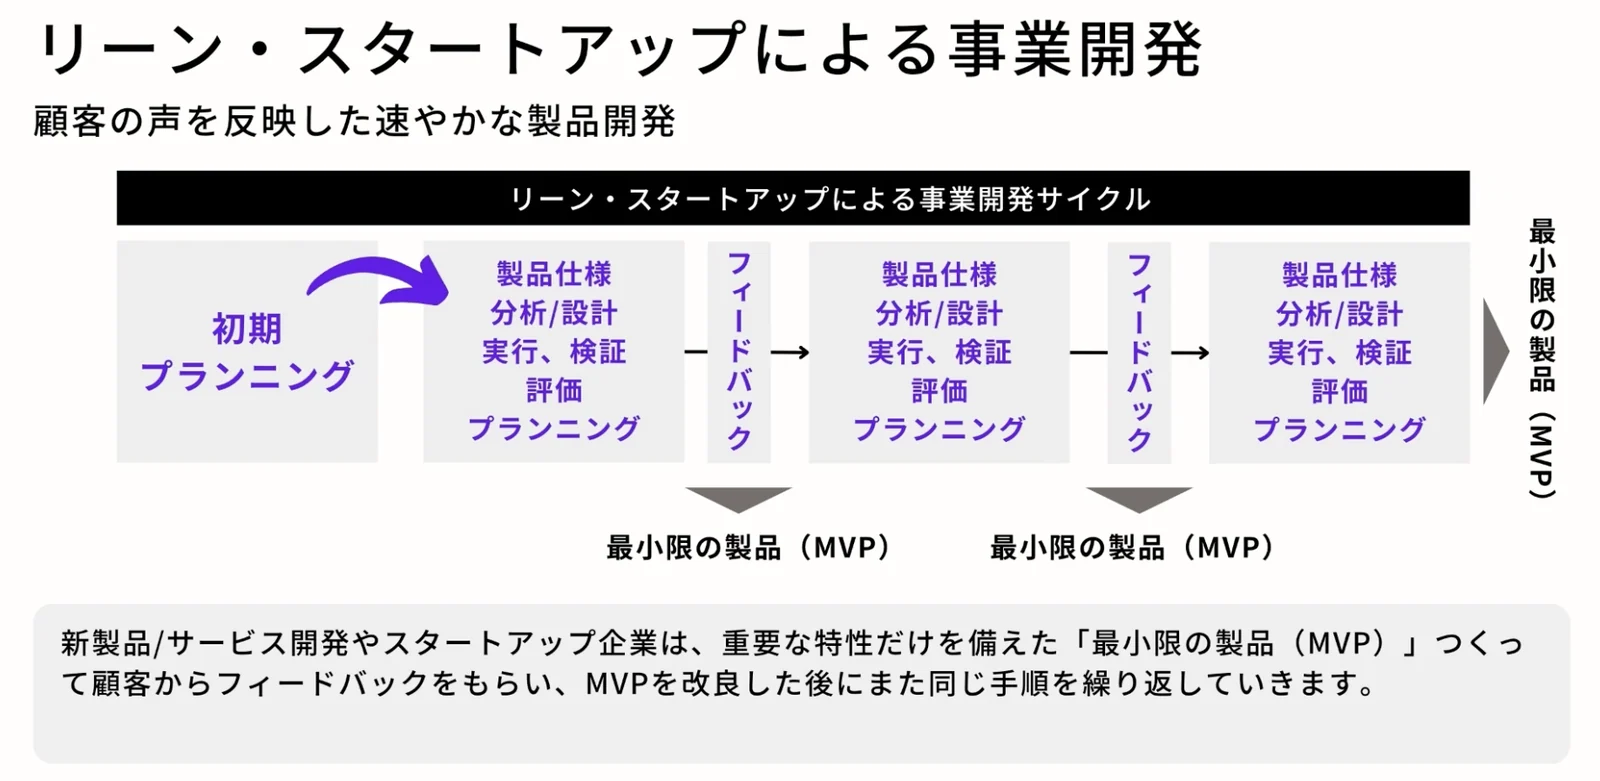 リーン・スタートアップによる事業開発
顧客の声を反映した速やかな製品開発
リーン・スタートアップによる事業開発サイクル
初期
プランニング
製品仕様
分析/設計
実行、検証
評価
プランニング
フィードバック
製品仕様
分析/設計
実行、検証
評価
プランニング
フィードバック
製品仕様
分析/設計
実行、検証
評価
プランニング
最小限の製品（MVP）
最小限の製品（MVP）
最小限の製品（MVP）
新製品/サービス開発やスタートアップ企業は、重要な特性だけを備えた「最小限の製品（MVP）」つくっ
て顧客からフィードバックをもらい、MVPを改良した後にまた同じ手順を繰り返していきます。